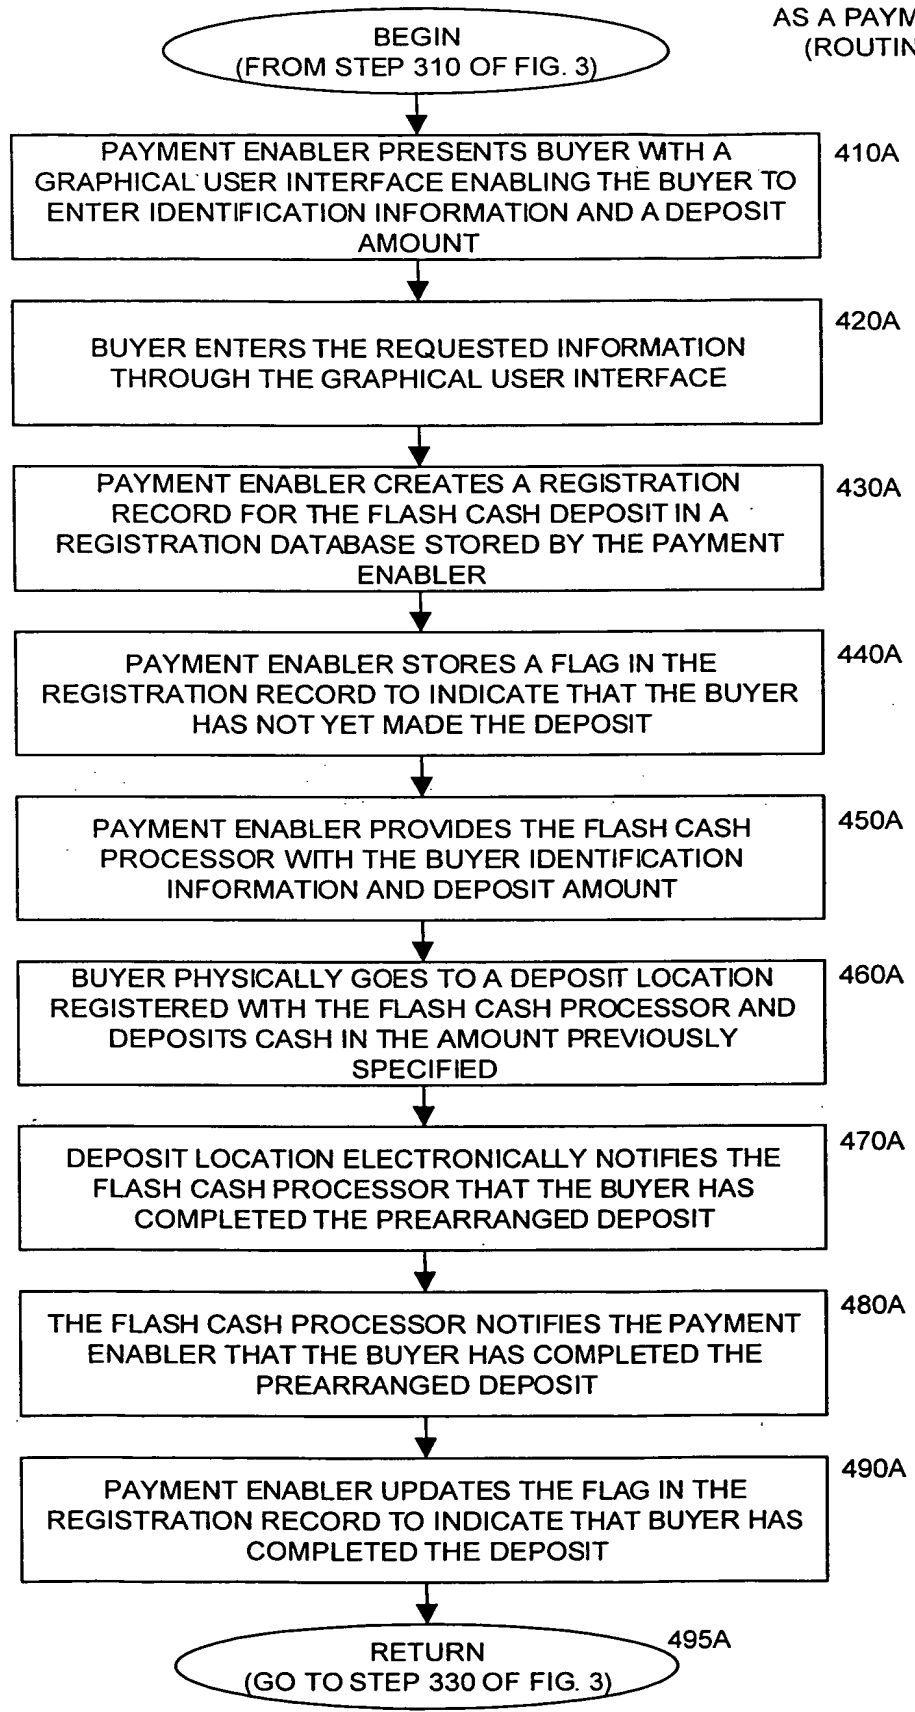 AS A PAYM
(ROUTIN
BEGIN
(FROM STEP 310 OF FIG. 3)
PAYMENT ENABLER PRESENTS BUYER WITH A
GRAPHICAL USER INTERFACE ENABLING THE BUYER TO
ENTER IDENTIFICATION INFORMATION AND A DEPOSIT
AMOUNT
410A
BUYER ENTERS THE REQUESTED INFORMATION
THROUGH THE GRAPHICAL USER INTERFACE
420A
PAYMENT ENABLER CREATES A REGISTRATION
RECORD FOR THE FLASH CASH DEPOSIT IN A
REGISTRATION DATABASE STORED BY THE PAYMENT
ENABLER
430A
PAYMENT ENABLER STORES A FLAG IN THE
REGISTRATION RECORD TO INDICATE THAT THE BUYER
HAS NOT YET MADE THE DEPOSIT
440A
PAYMENT ENABLER PROVIDES THE FLASH CASH
PROCESSOR WITH THE BUYER IDENTIFICATION
INFORMATION AND DEPOSIT AMOUNT
450A
BUYER PHYSICALLY GOES TO A DEPOSIT LOCATION
REGISTERED WITH THE FLASH CASH PROCESSOR AND
DEPOSITS CASH IN THE AMOUNT PREVIOUSLY
SPECIFIED
460A
DEPOSIT LOCATION ELECTRONICALLY NOTIFIES THE
FLASH CASH PROCESSOR THAT THE BUYER HAS
COMPLETED THE PREARRANGED DEPOSIT
470A
THE FLASH CASH PROCESSOR NOTIFIES THE PAYMENT
ENABLER THAT THE BUYER HAS COMPLETED THE
PREARRANGED DEPOSIT
480A
PAYMENT ENABLER UPDATES THE FLAG IN THE
REGISTRATION RECORD TO INDICATE THAT BUYER HAS
COMPLETED THE DEPOSIT
490A
RETURN
(GO TO STEP 330 OF FIG. 3)
495A